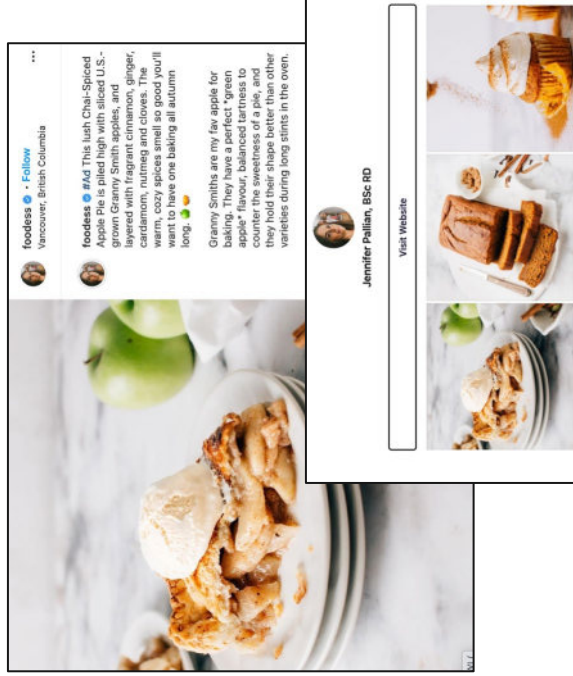 foodess • Follow
Vancouver, British Columbia
...
foodess #Ad This lush Chai-Spiced
Apple Pie is piled high with sliced U.S.-
grown Granny Smith apples, and
layered with fragrant cinnamon, ginger,
cardamom, nutmeg and cloves. The
warm, cozy spices smell so good you'll
want to have one baking all autumn
long. 🍏🥧
Granny Smiths are my fav apple for
baking. They have a perfect *green
apple* flavour, balanced tartness to
counter the sweetness of a pie, and
they hold their shape better than other
varieties during long stints in the oven.
Jennifer Pallian, BSc RD
Visit Website